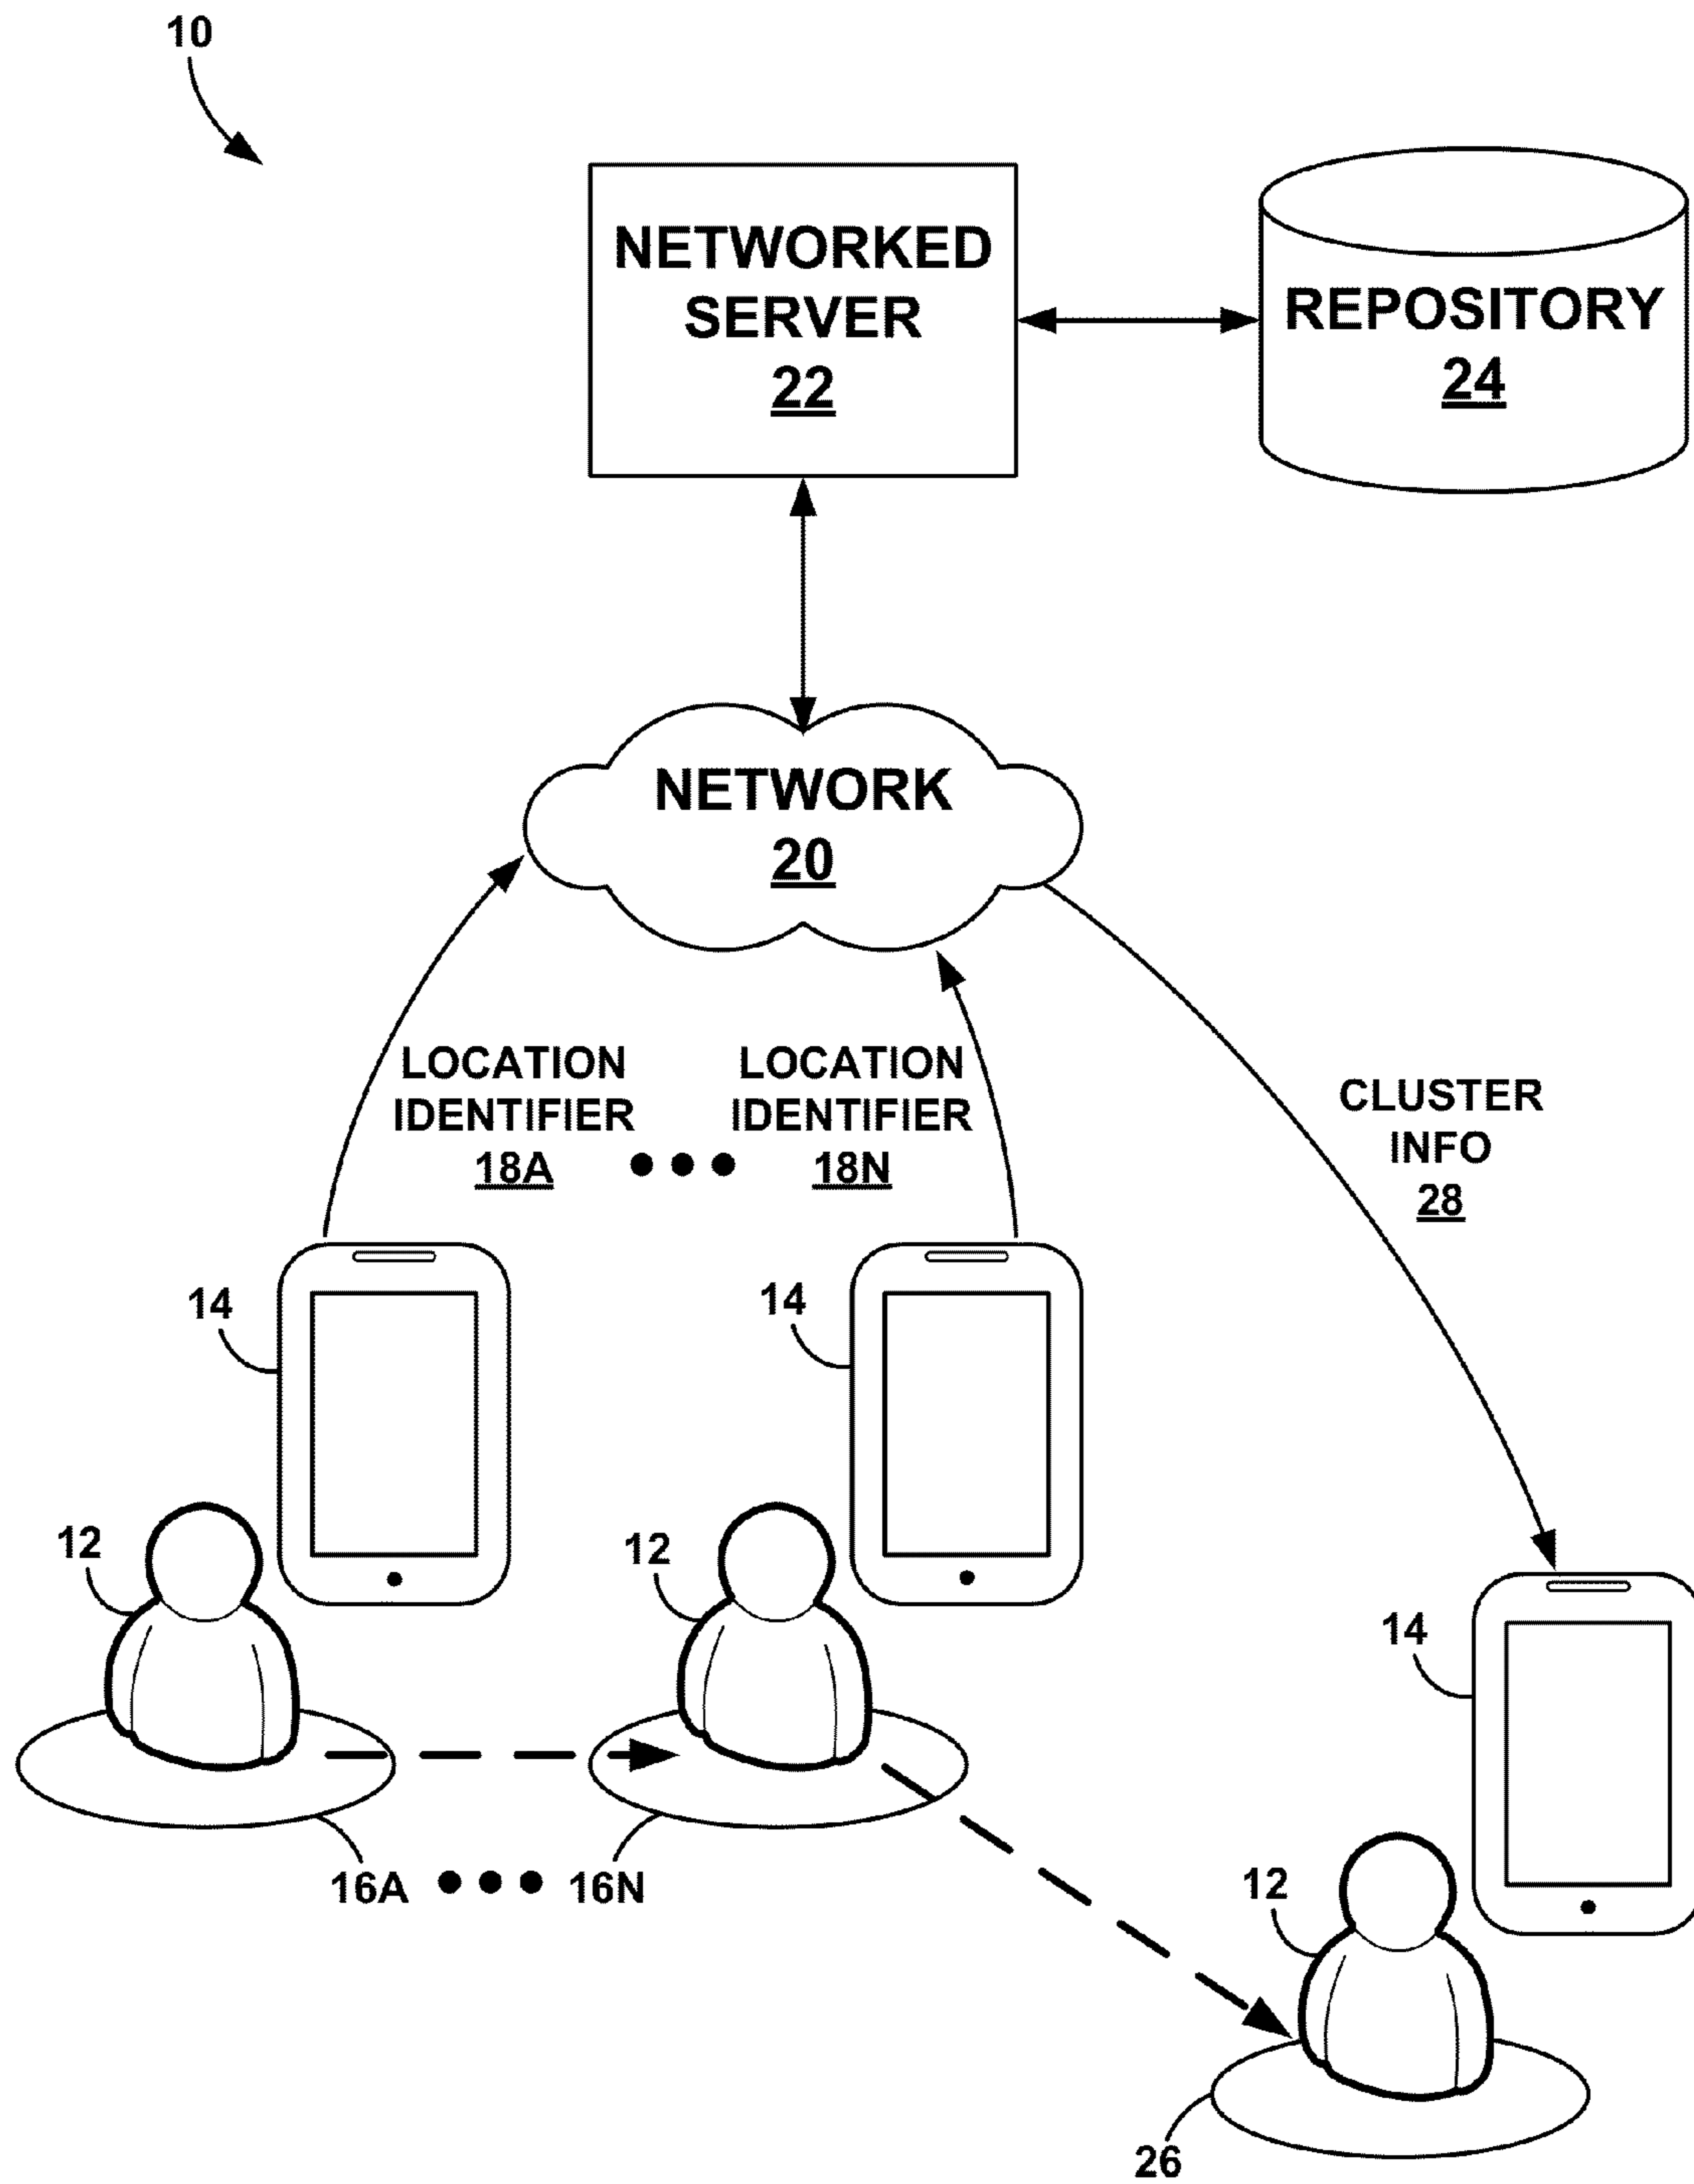 10
NETWORKED
SERVER
22
REPOSITORY
24
NETWORK
20
LOCATION
IDENTIFIER
18A
● ● ●
LOCATION
IDENTIFIER
18N
CLUSTER
INFO
28
14
14
12
12
14
16A ● ● ● 16N
12
26